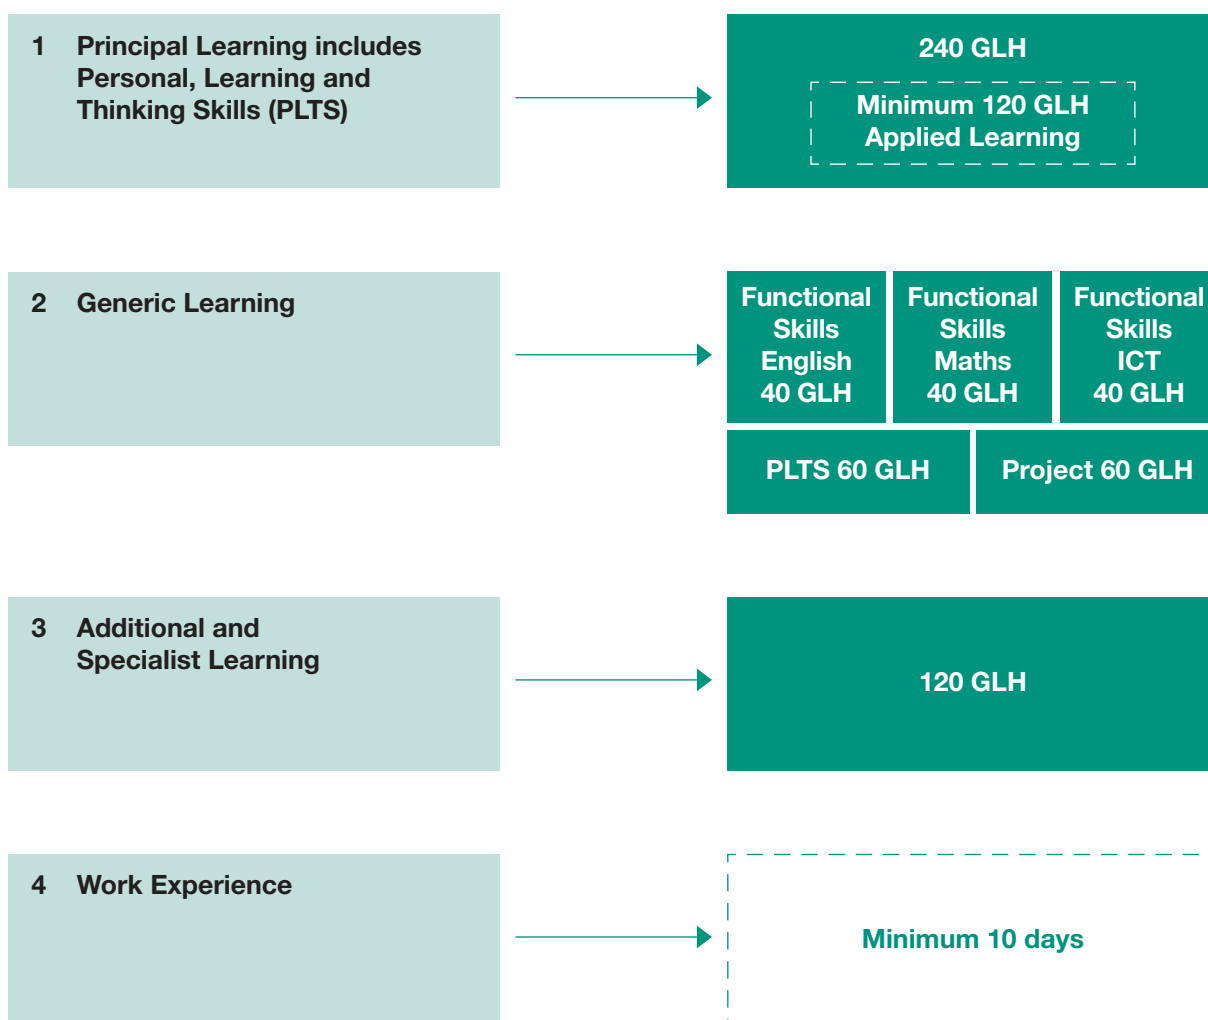 1 Principal Learning includes
Personal, Learning and
Thinking Skills (PLTS)
240 GLH
Minimum 120 GLH
Applied Learning
2 Generic Learning
Functional
Skills
English
40 GLH
Functional
Skills
Maths
40 GLH
Functional
Skills
ICT
40 GLH
PLTS 60 GLH
Project 60 GLH
3 Additional and
Specialist Learning
120 GLH
4 Work Experience
Minimum 10 days